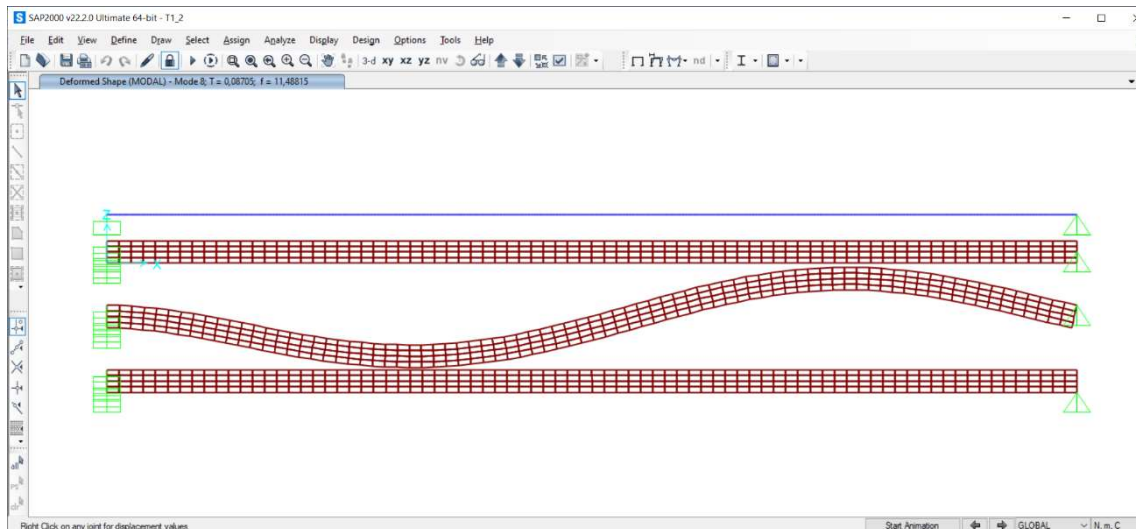 SAP2000 v22.2.0 Ultimate 64-bit - T1_2
File Edit View Define Draw Select Assign Analyze Display Design Options Tools Help
3-d xy xz yz nv nd
Deformed Shape (MODAL) - Mode 8; T = 0,08705; f = 11,48815
Z
X
all
Right Click on any joint for displacement values
Start Animation GLOBAL N, m, C